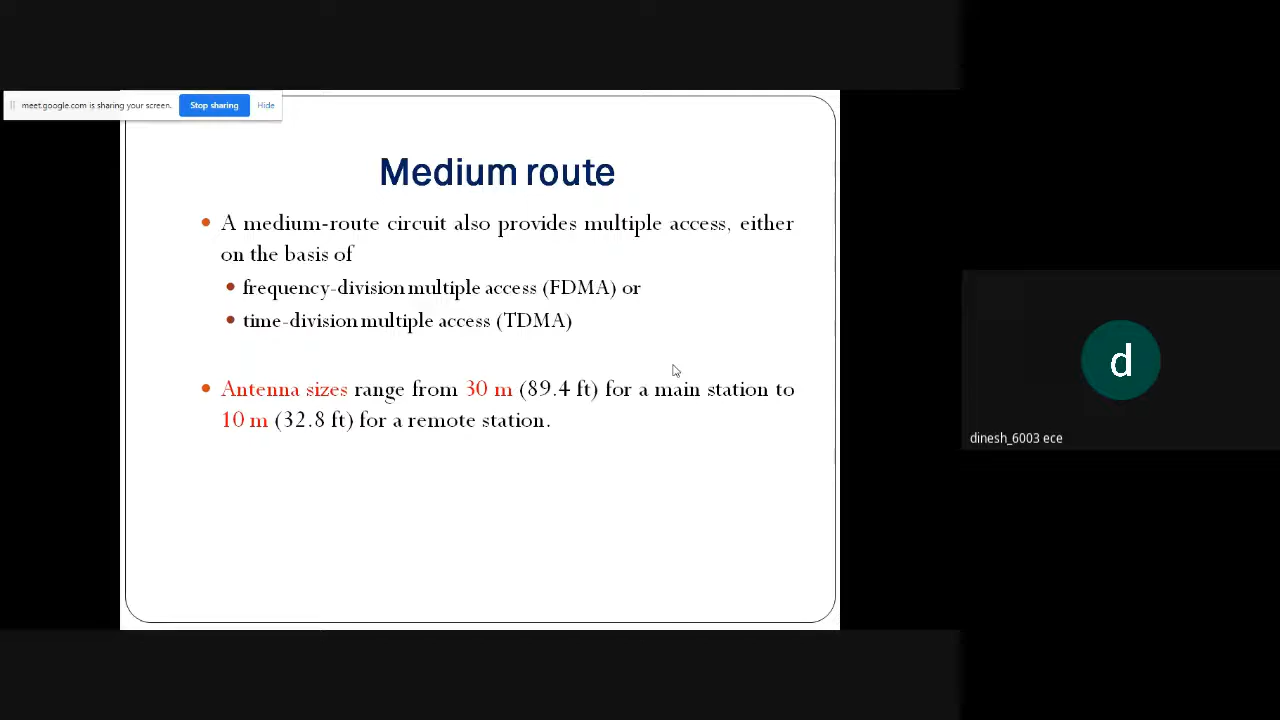 meet.google.com is sharing your screen.
Stop sharing
Hide
Medium route
A medium-route circuit also provides multiple access, either
on the basis of
frequency-division multiple access (FDMA) or
time-division multiple access (TDMA)
Antenna sizes range from 30 m (89.4 ft) for a main station to
10 m (32.8 ft) for a remote station.
d
dinesh_6003 ece